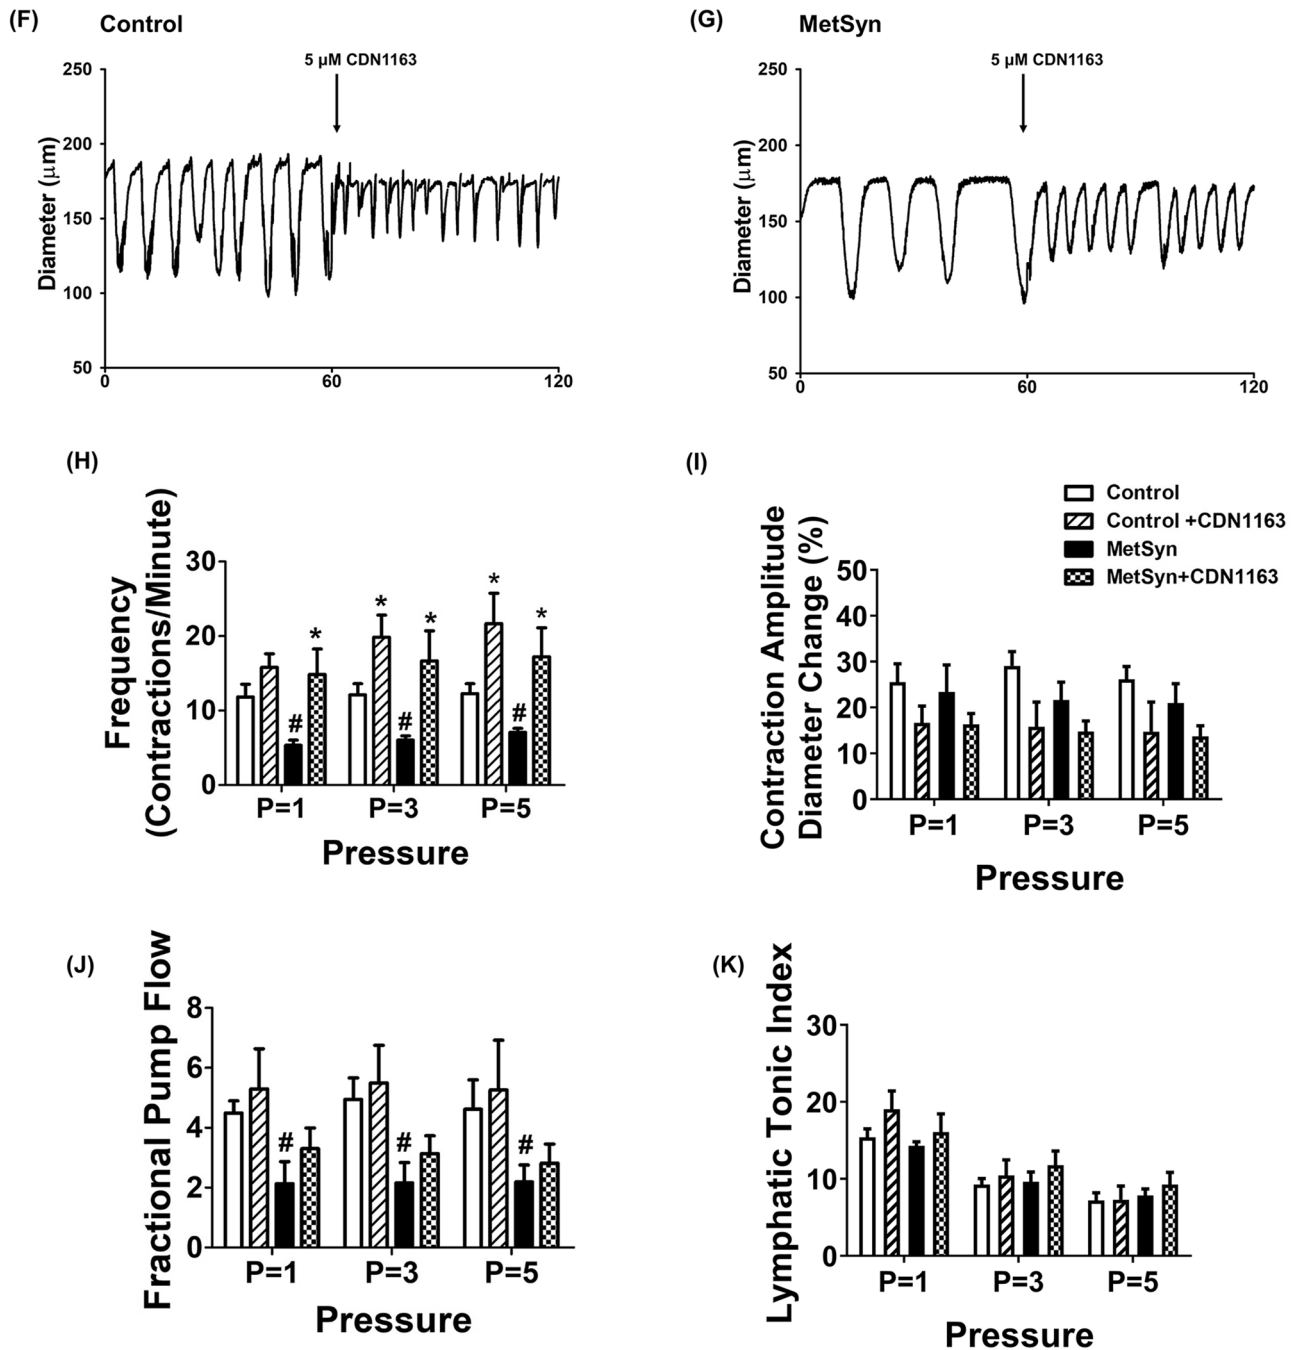 (F) Control
5 μM CDN1163
250
200
150
100
50
Diameter (μm)
0 60 120
(G) MetSyn
5 μM CDN1163
250
200
150
100
50
Diameter (μm)
0 60 120
(H)
Frequency
(Contractions/Minute)
30
20
10
0
* * * * *
# # #
P=1 P=3 P=5
Pressure
(I)
Control
Control +CDN1163
MetSyn
MetSyn+CDN1163
Contraction Amplitude
Diameter Change (%)
50
40
30
20
10
0
P=1 P=3 P=5
Pressure
(J)
Fractional Pump Flow
8
6
4
2
0
# # #
P=1 P=3 P=5
Pressure
(K)
Lymphatic Tonic Index
30
20
10
0
P=1 P=3 P=5
Pressure